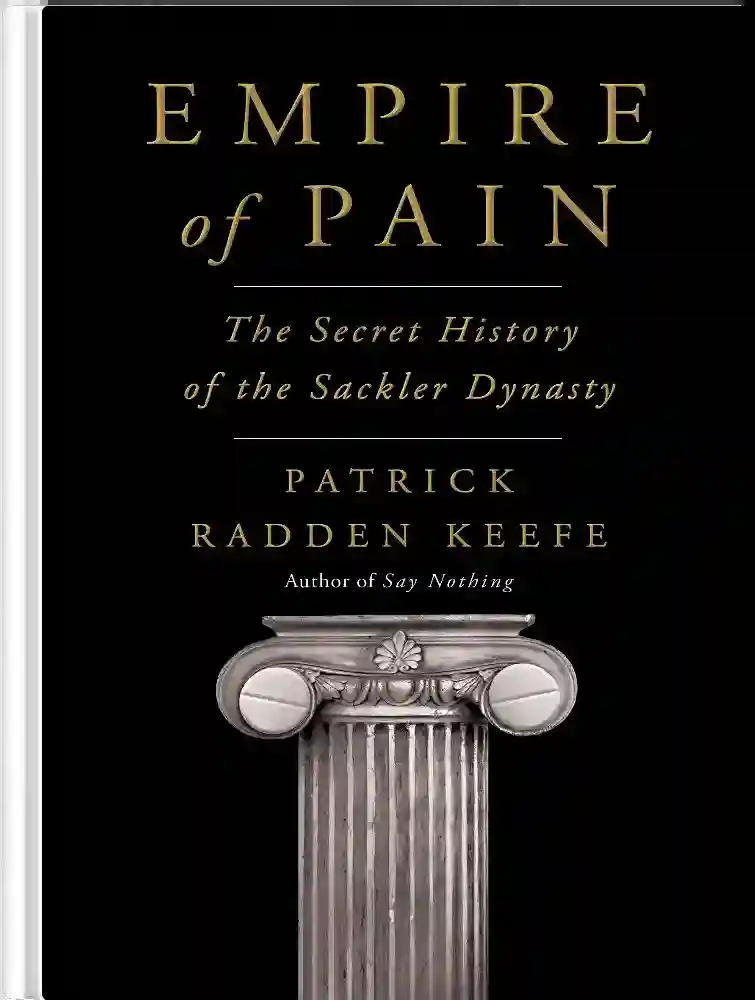 EMPIRE
of PAIN
The Secret History
of the Sackler Dynasty
PATRICK
RADDEN KEEFE
Author of Say Nothing